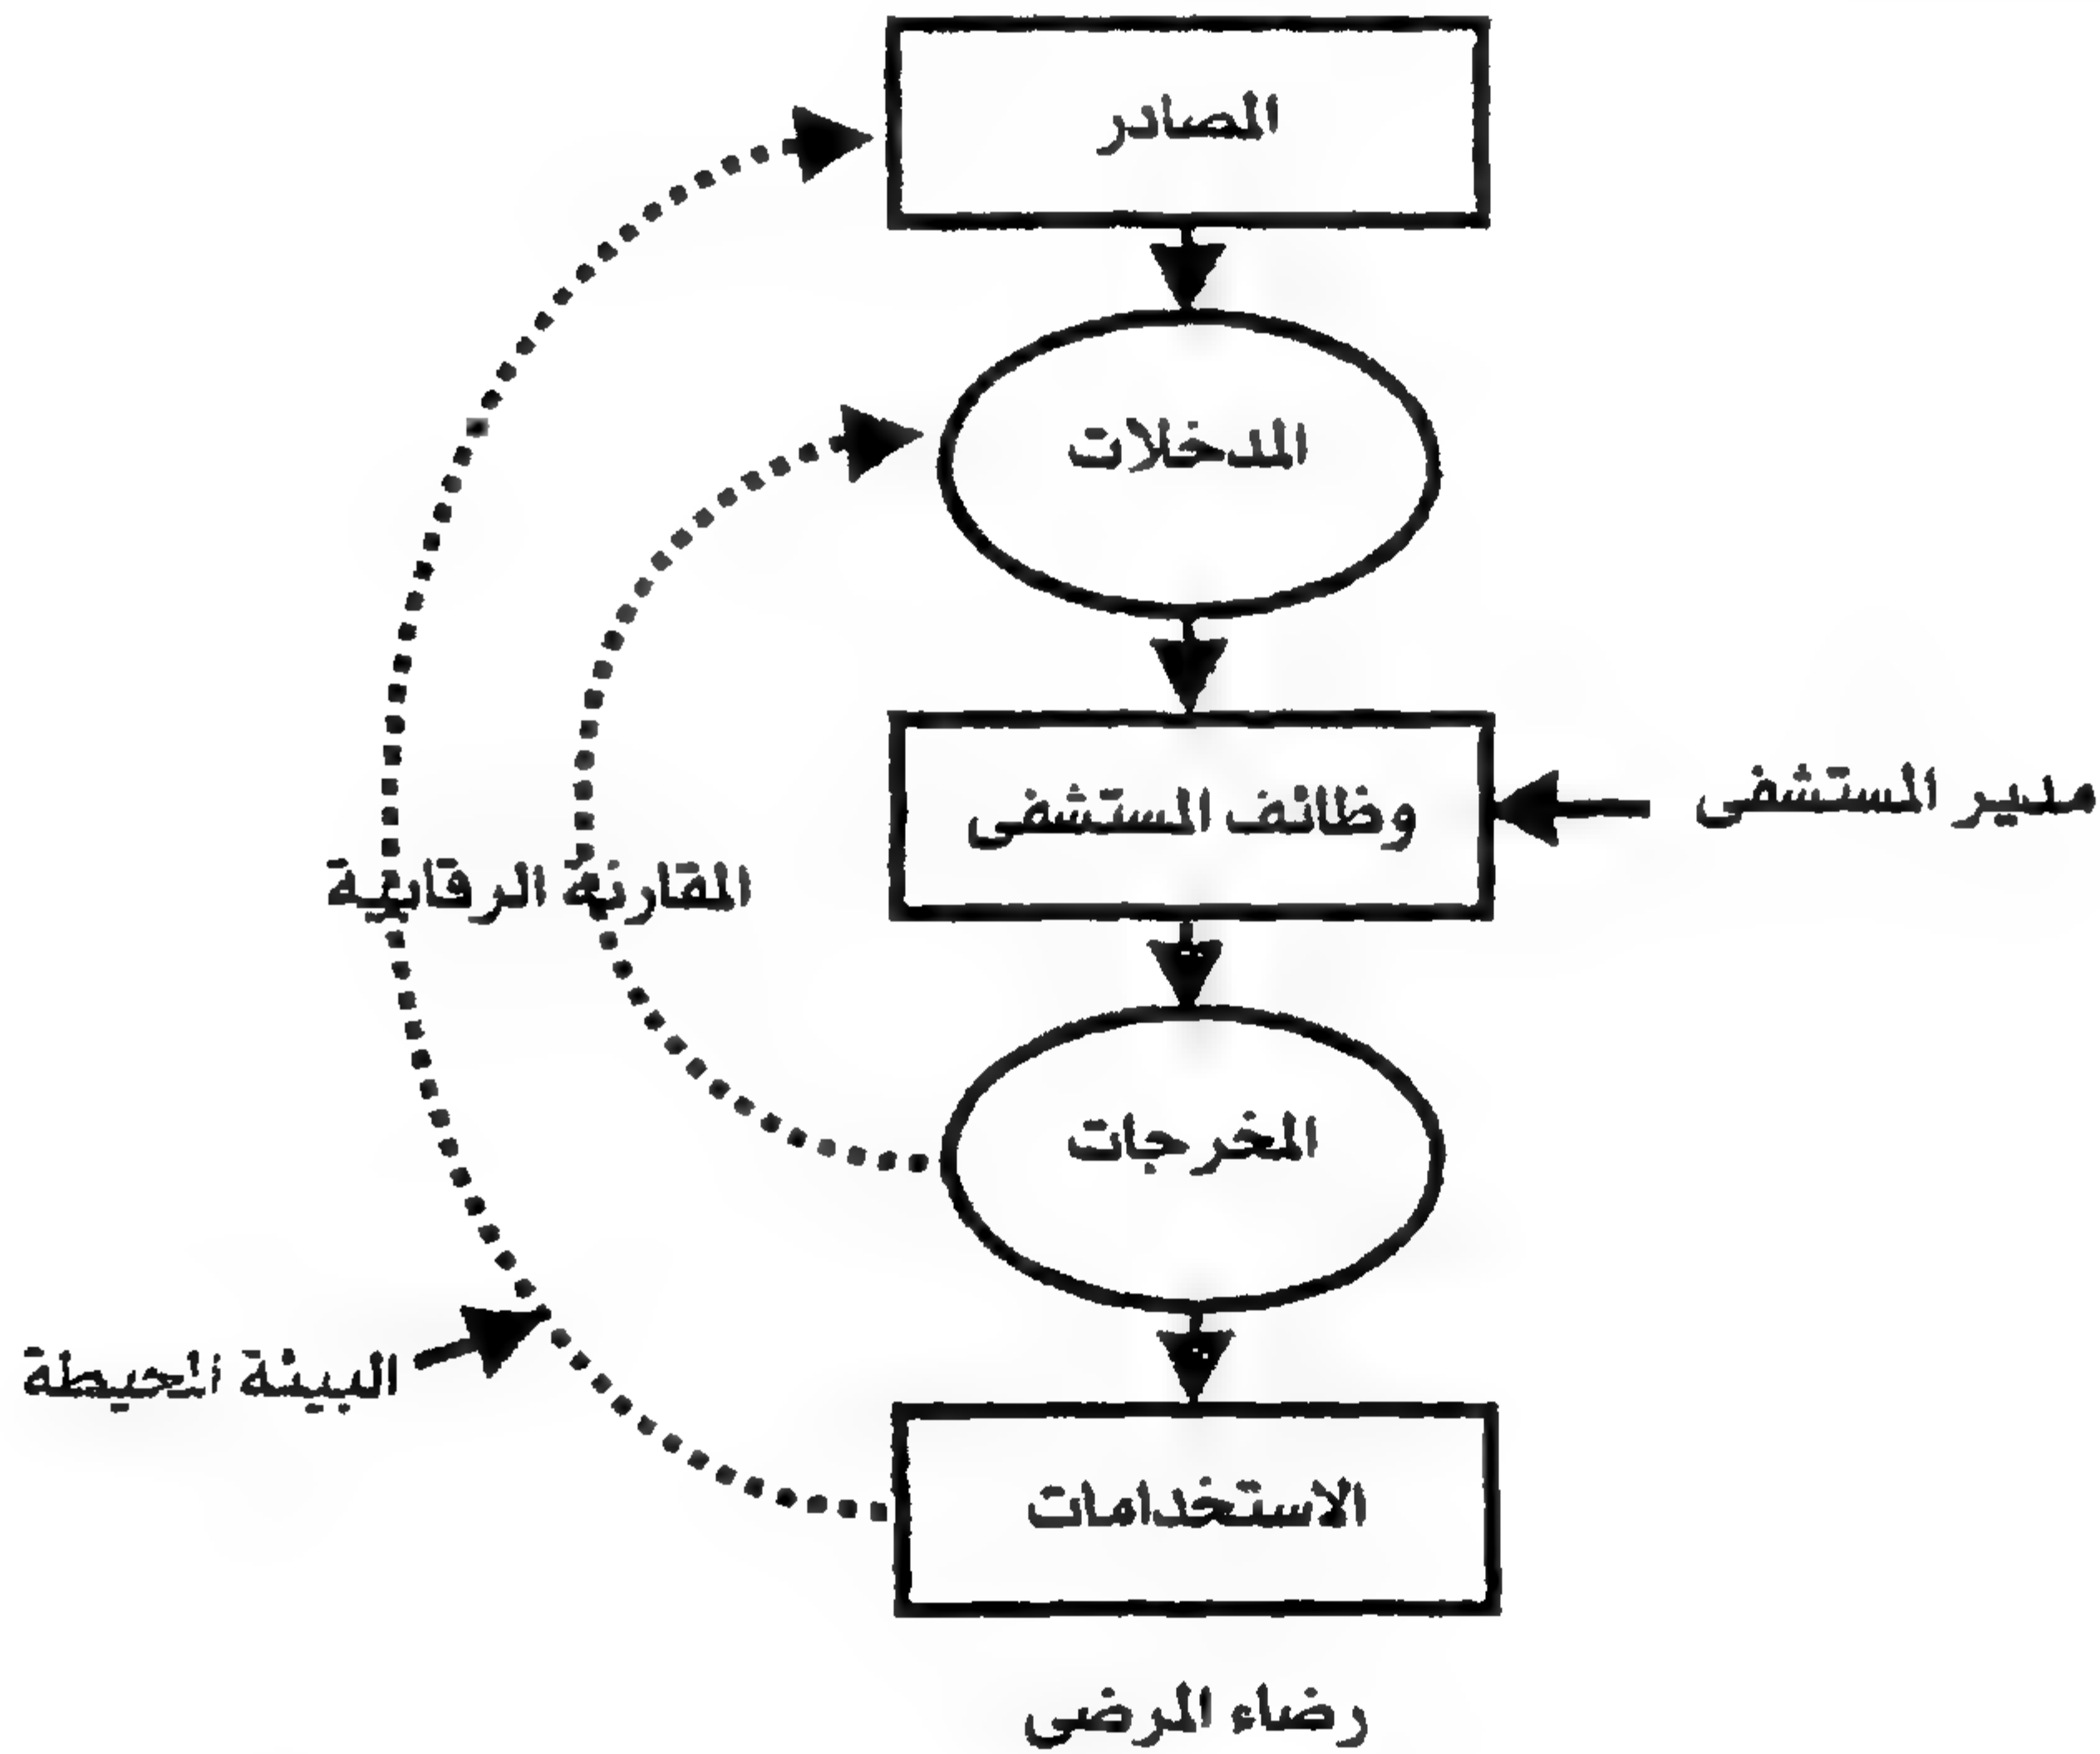 المصادر
المدخلات
وظائف المستشفى
مدير المستشفى
المقارنة الرقابية
المخرجات
البيئة المحيطة
الاستخدامات
رضاء المرضى